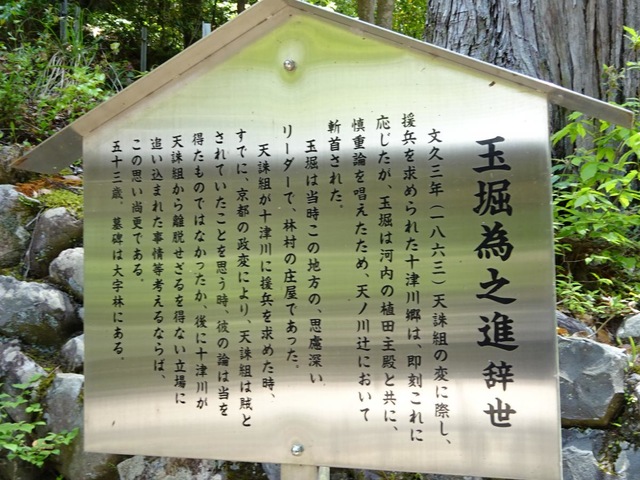 玉堀為之進辞世
文久三年（一八六三）天誅組の変に際し、
援兵を求められた十津川郷は、即刻これに
応じたが、玉堀は河内の植田主殿と共に、
慎重論を唱えたため、天ノ川辻において
斬首された。
玉堀は当時この地方の、思慮深い
リーダーで、林村の庄屋であった。
天誅組が十津川に援兵を求めた時、
すでに、京都の政変により、天誅組は賊と
されていたことを思う時、彼の論は当を
得たものではなかったか、後に十津川が
天誅組から離脱せざるを得ない立場に
追い込まれた事情等考えるならば、
この思い尚更である。
五十三歳。墓碑は大字林にある。